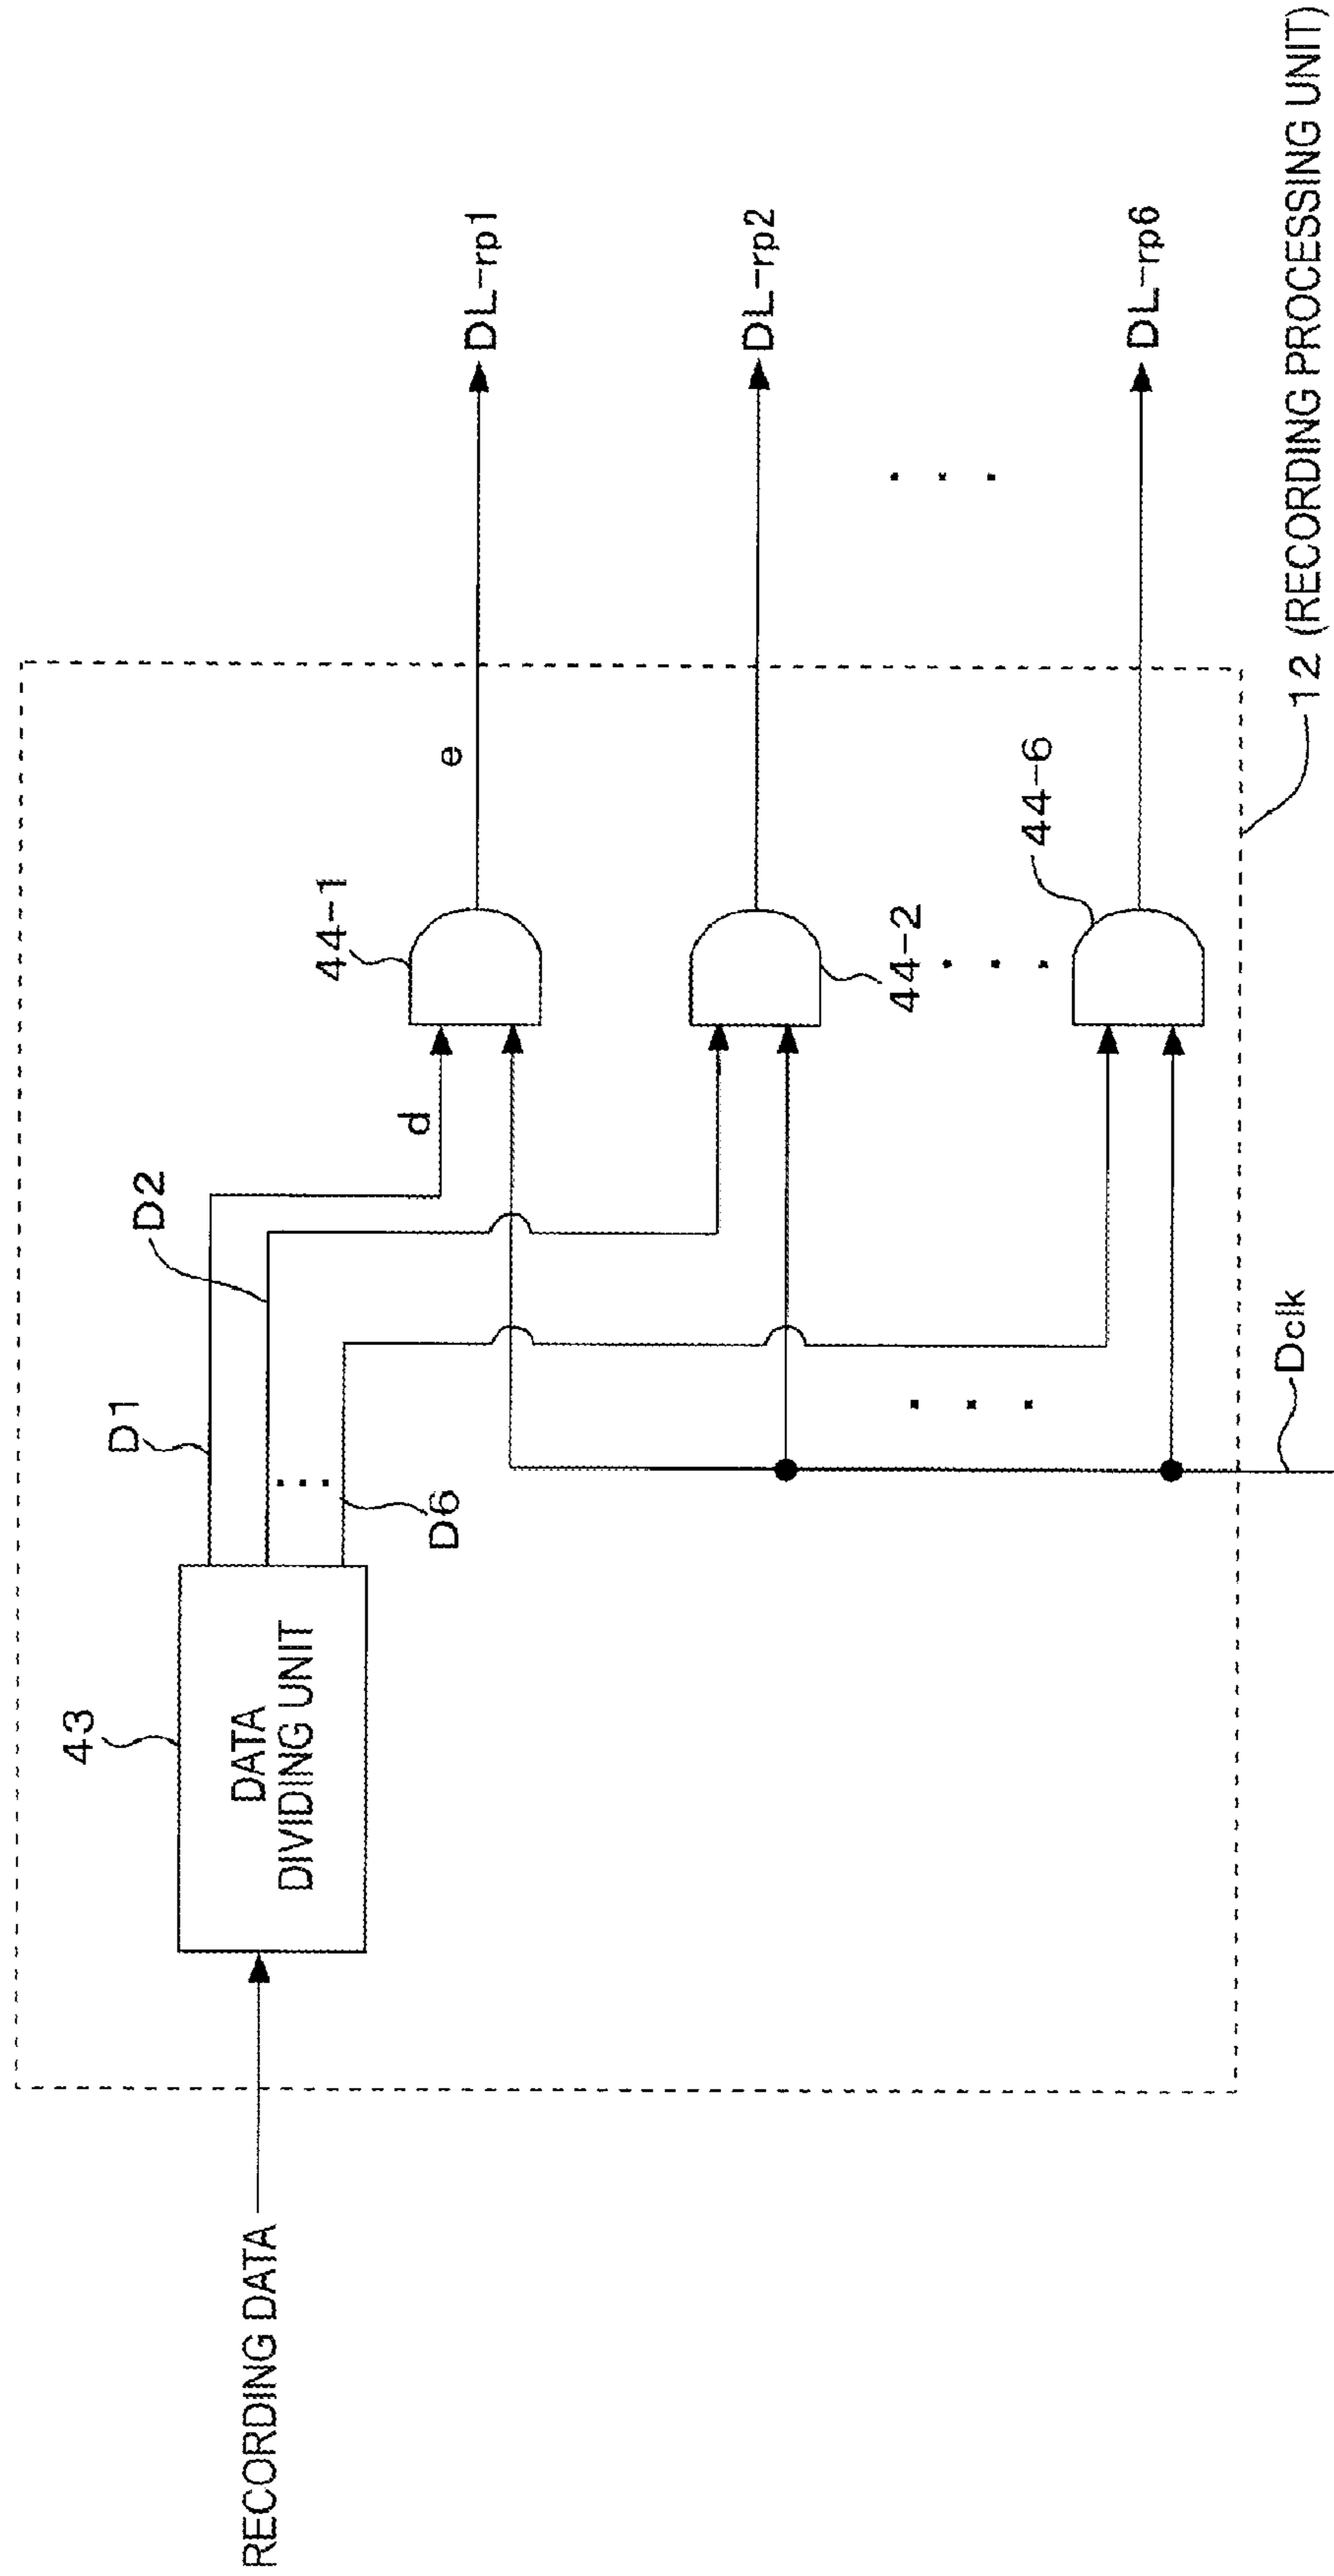 RECORDING DATA
43
DATA
DIVIDING UNIT
D1
D2
D6
d
44-1
e
DL-rp1
44-2
DL-rp2
44-6
DL-rp6
Dclk
12 (RECORDING PROCESSING UNIT)